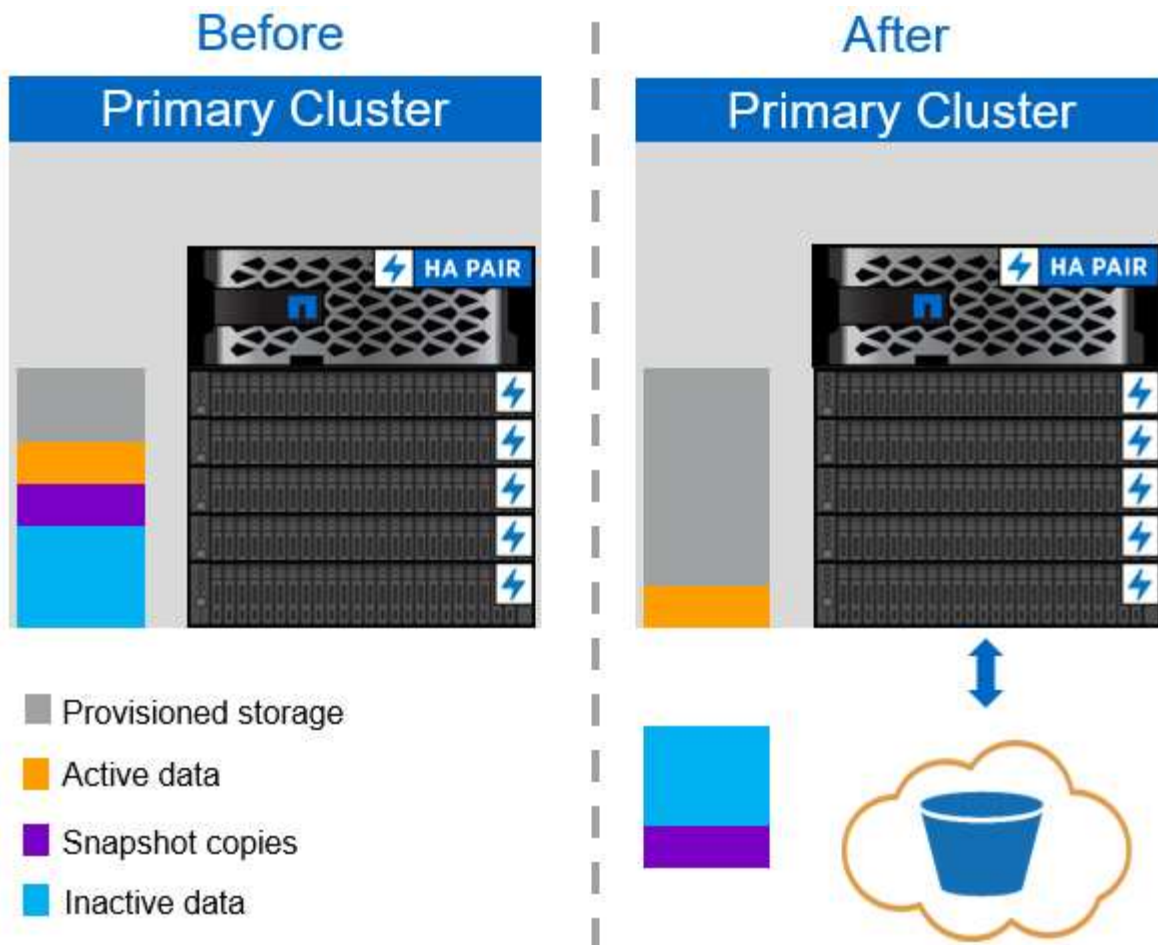 Before
After
Primary Cluster
Primary Cluster
HA PAIR
HA PAIR
Provisioned storage
Active data
Snapshot copies
Inactive data